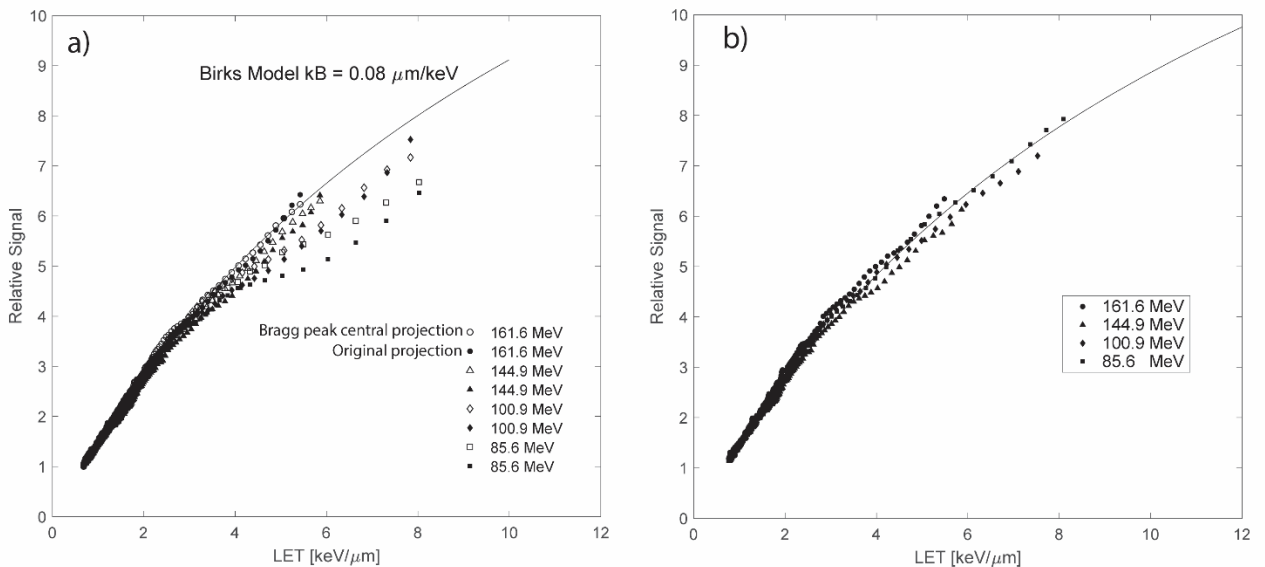 a)
Birks Model kB = 0.08 μm/keV
Relative Signal
10
9
8
7
6
5
4
3
2
1
0
Bragg peak central projection ○ 161.6 MeV
Original projection ● 161.6 MeV
△ 144.9 MeV
▲ 144.9 MeV
◇ 100.9 MeV
◆ 100.9 MeV
□ 85.6 MeV
■ 85.6 MeV
0 2 4 6 8 10 12
LET [keV/μm]
b)
Relative Signal
10
9
8
7
6
5
4
3
2
1
0
● 161.6 MeV
▲ 144.9 MeV
◆ 100.9 MeV
■ 85.6 MeV
0 2 4 6 8 10 12
LET [keV/μm]